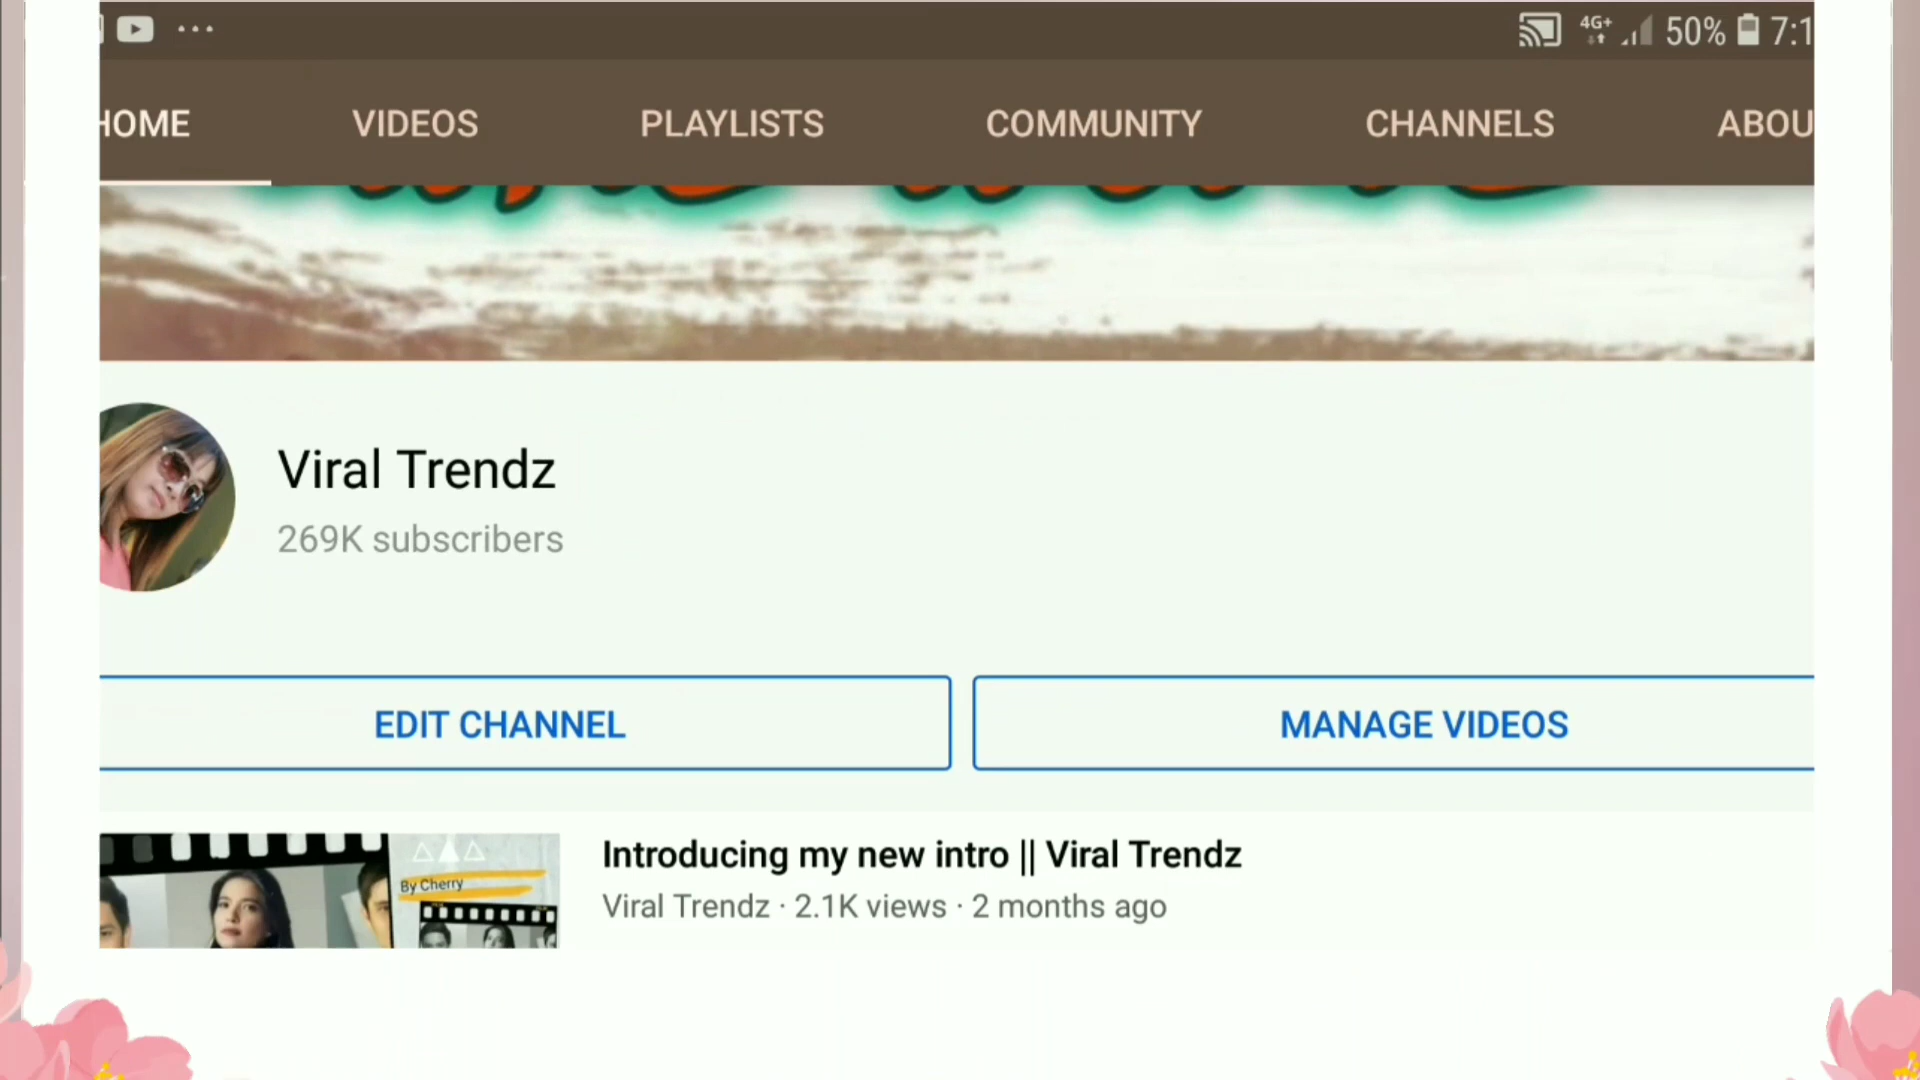 4G+ 50% 7:1
HOME VIDEOS PLAYLISTS COMMUNITY CHANNELS ABOU
Viral Trendz
269K subscribers
EDIT CHANNEL MANAGE VIDEOS
By Cherry
Introducing my new intro || Viral Trendz
Viral Trendz · 2.1K views · 2 months ago